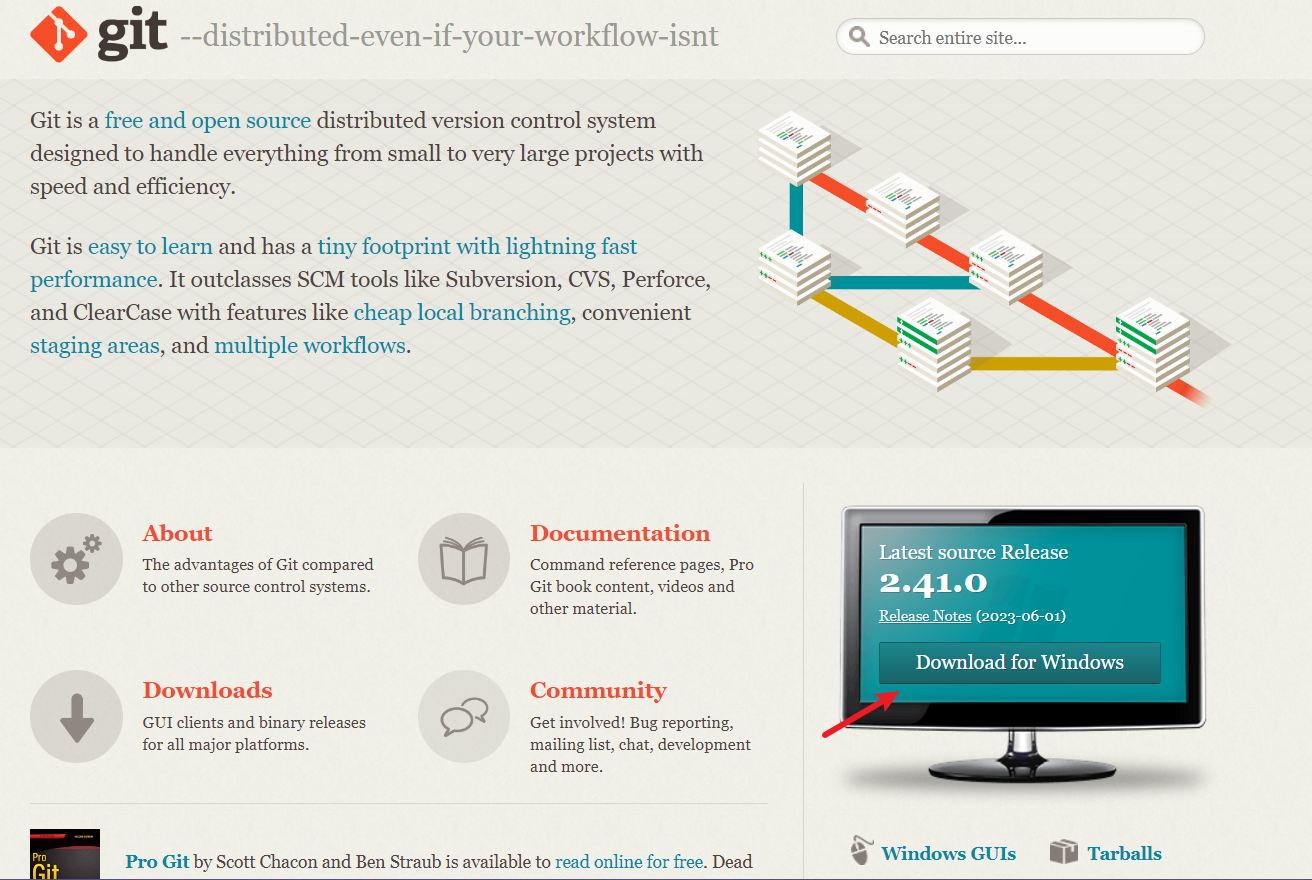 git --distributed-even-if-your-workflow-isnt
Search entire site...
Git is a free and open source distributed version control system
designed to handle everything from small to very large projects with
speed and efficiency.
Git is easy to learn and has a tiny footprint with lightning fast
performance. It outclasses SCM tools like Subversion, CVS, Perforce,
and ClearCase with features like cheap local branching, convenient
staging areas, and multiple workflows.
About
The advantages of Git compared
to other source control systems.
Documentation
Command reference pages, Pro
Git book content, videos and
other material.
Downloads
GUI clients and binary releases
for all major platforms.
Community
Get involved! Bug reporting,
mailing list, chat, development
and more.
Latest source Release
2.41.0
Release Notes (2023-06-01)
Download for Windows
Windows GUIs
Tarballs
Pro
Git
Pro Git by Scott Chacon and Ben Straub is available to read online for free. Dead